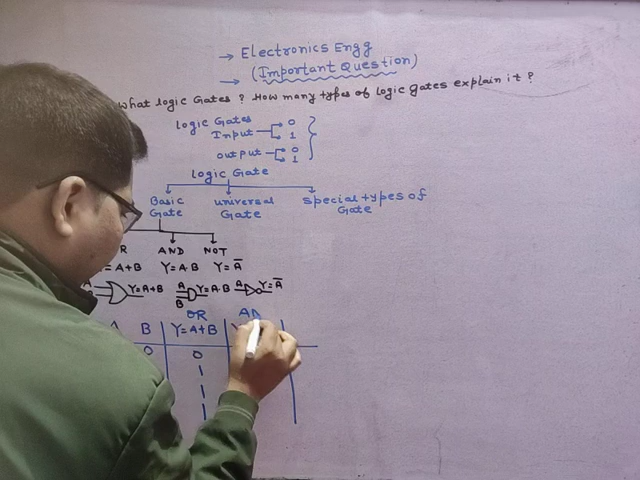 → Electronics Engg
→ (Important Question)
What logic Gates ? How many types of logic gates explain it ?
logic Gates
Input 0
1
output 0
1
logic Gate
Basic Gate
universal Gate
special types of Gate
AND NOT
= A+B Y=A.B Y=A̅
A Y=A+B A B Y=A.B A Y=A̅
OR
B Y=A+B
0 0
1
1
1